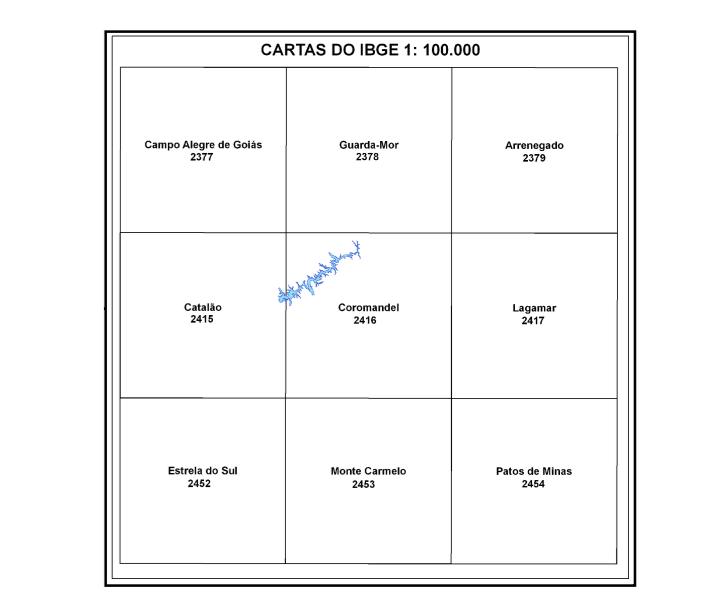 CARTAS DO IBGE 1: 100.000
Campo Alegre de Goiás
2377
Guarda-Mor
2378
Arrenegado
2379
Catalão
2415
Coromandel
2416
Lagamar
2417
Estrela do Sul
2452
Monte Carmelo
2453
Patos de Minas
2454